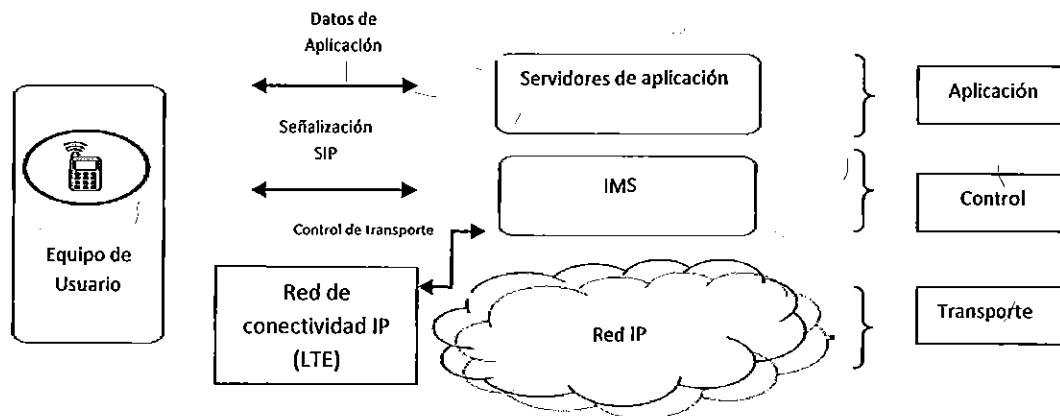 Datos de
Aplicación
Servidores de aplicación
Aplicación
Señalización
SIP
IMS
Control
Control de transporte
Equipo de
Usuario
Red de
conectividad IP
(LTE)
Red IP
Transporte